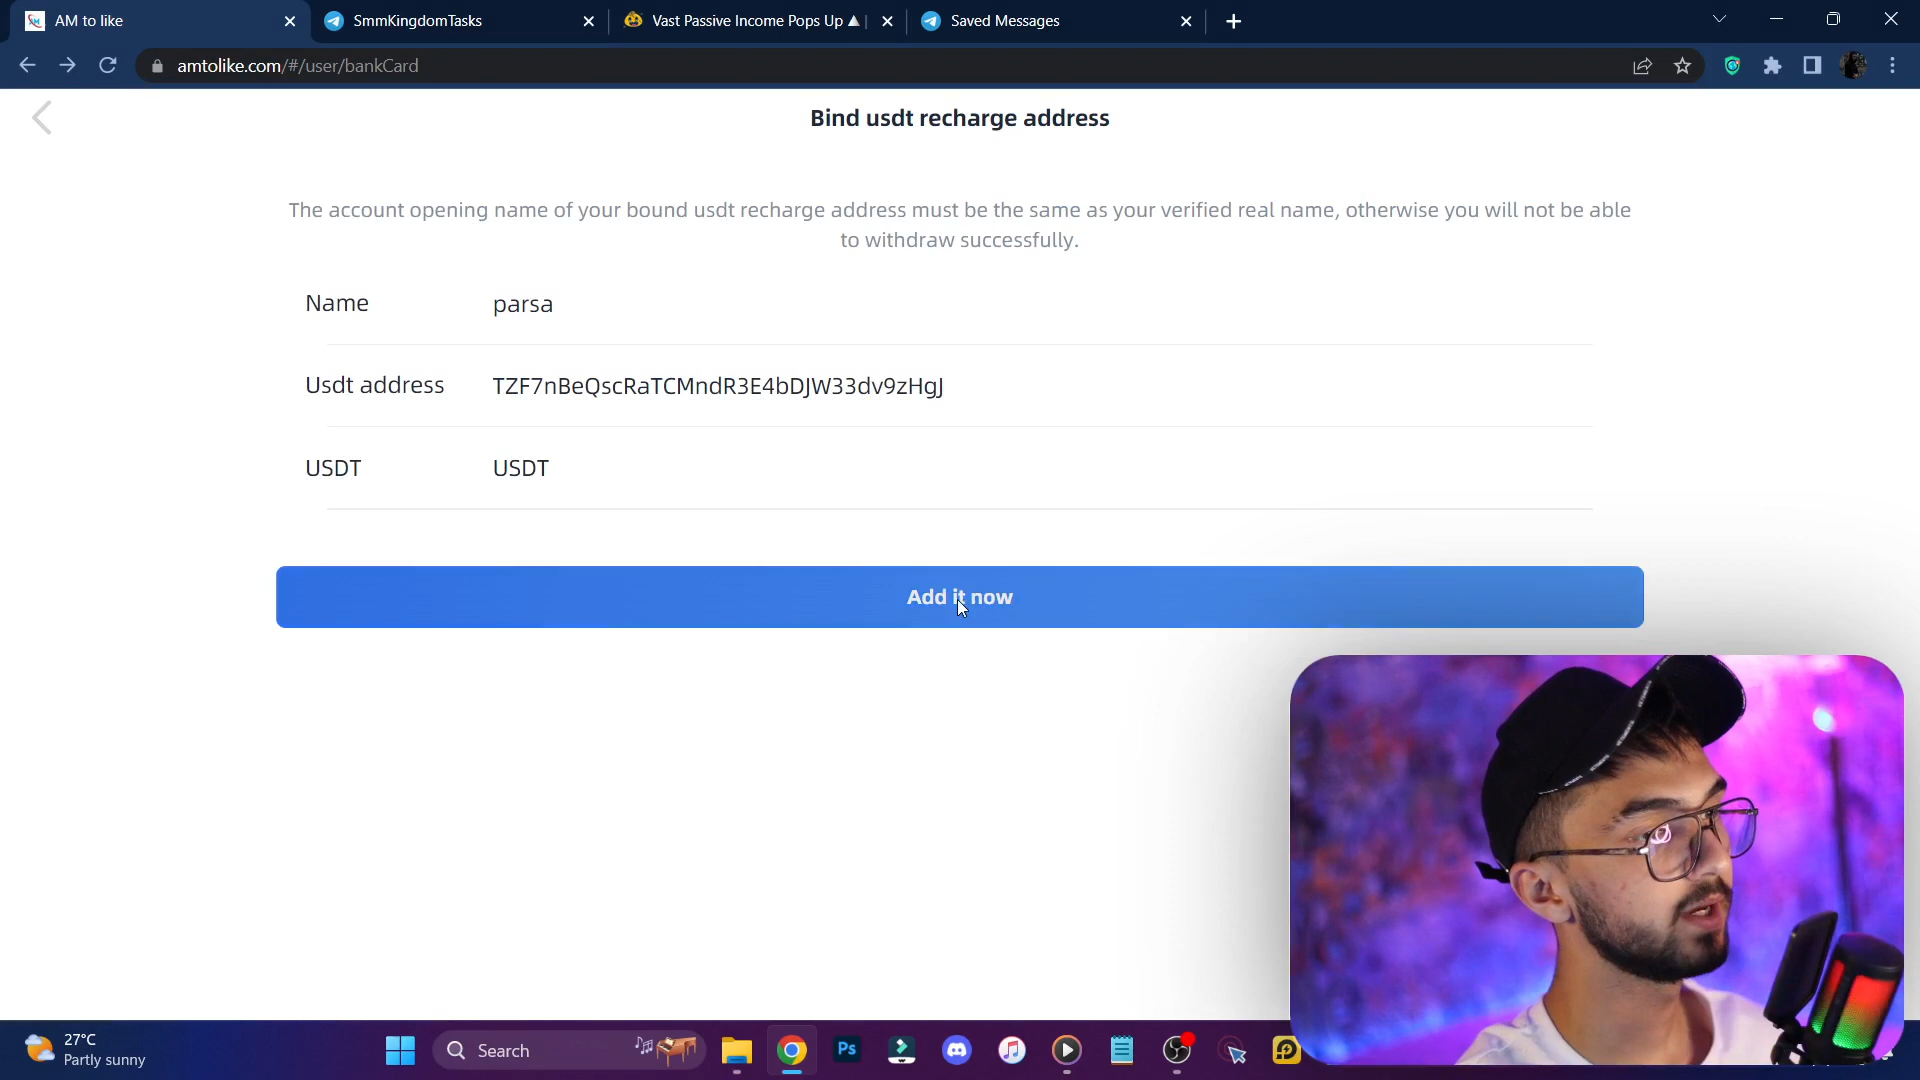 AM to like
SmmKingdomTasks
Vast Passive Income Pops Up
Saved Messages
amtolike.com/#/user/bankCard
Bind usdt recharge address
The account opening name of your bound usdt recharge address must be the same as your verified real name, otherwise you will not be able
to withdraw successfully.
Name parsa
Usdt address TZF7nBeQscRaTCMndR3E4bDJW33dv9zHgJ
USDT USDT
Add it now
27°C
Partly sunny
Search
Ps